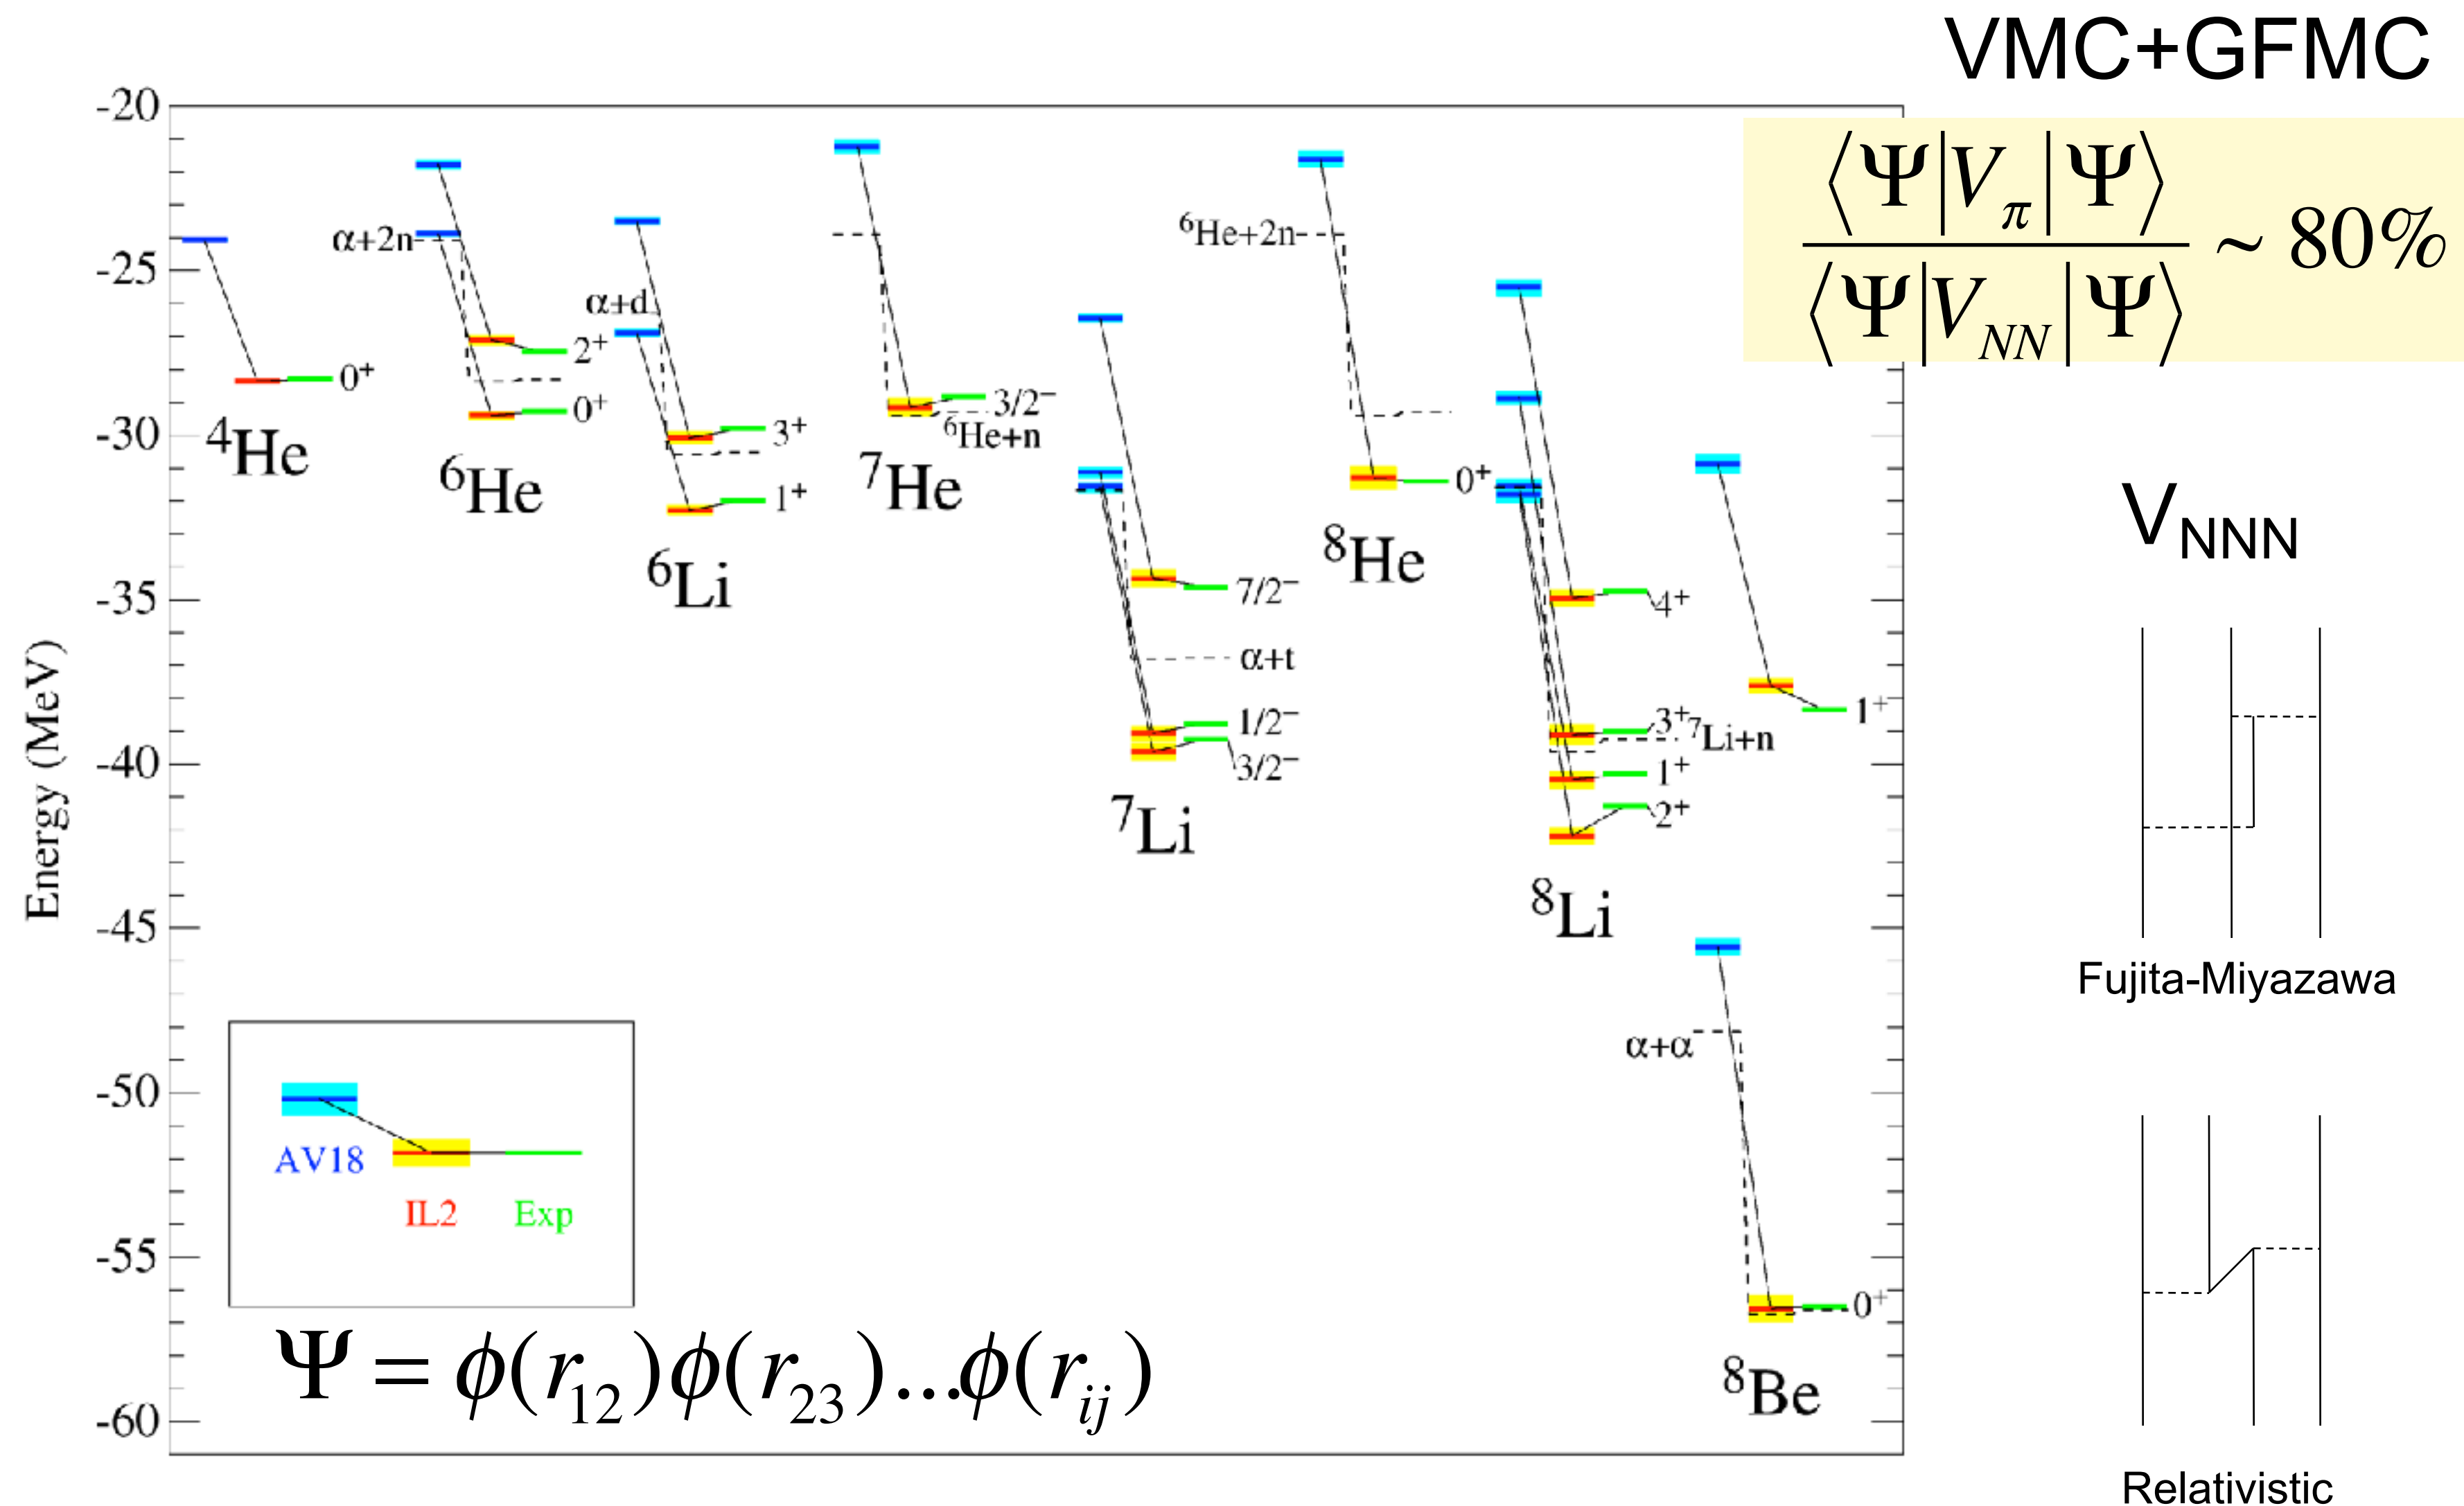 VMC+GFMC
⟨Ψ|Vπ|Ψ⟩
⟨Ψ|V_NN|Ψ⟩
~ 80%
Energy (MeV)
-20
-25
-30
-35
-40
-45
-50
-55
-60
0⁺
⁴He
α+2n
2⁺
0⁺
⁶He
α+d
3⁺
1⁺
⁶Li
3/2⁻
⁶He+n
⁷He
7/2⁻
α+t
1/2⁻
3/2⁻
⁷Li
⁶He+2n
0⁺
⁸He
4⁺
3⁺
⁷Li+n
1⁺
2⁺
⁸Li
1⁺
α+α
0⁺
⁸Be
AV18
IL2
Exp
Ψ = ϕ(r₁₂)ϕ(r₂₃)...ϕ(r_ij)
V_NNN
Fujita-Miyazawa
Relativistic